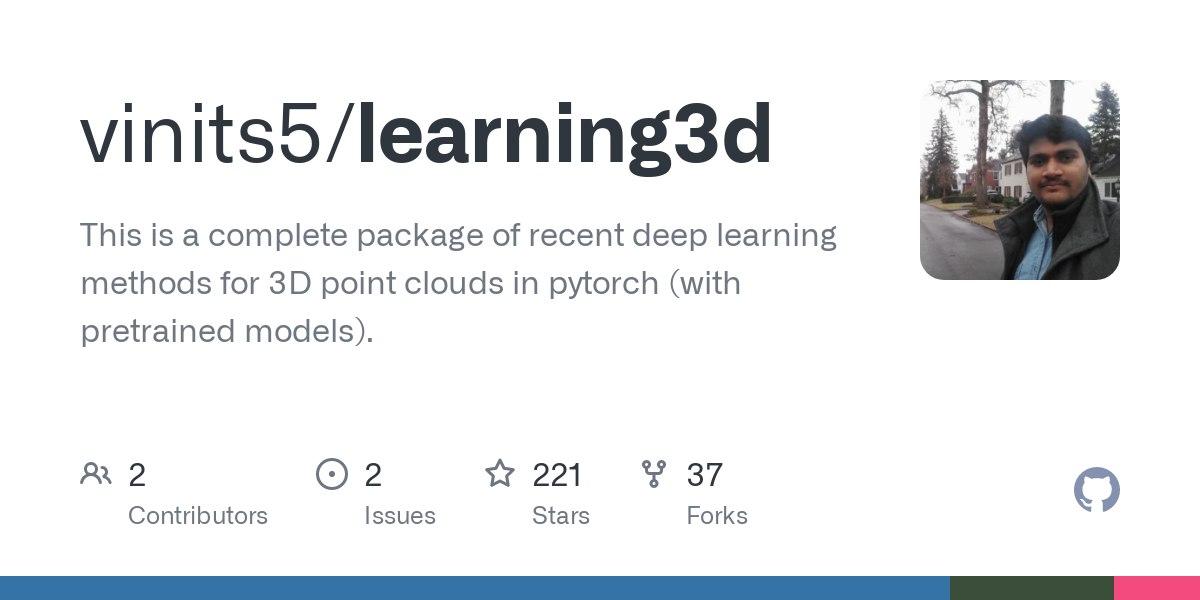 vinits5/learning3d
This is a complete package of recent deep learning
methods for 3D point clouds in pytorch (with
pretrained models).
2 2 221 37
Contributors Issues Stars Forks